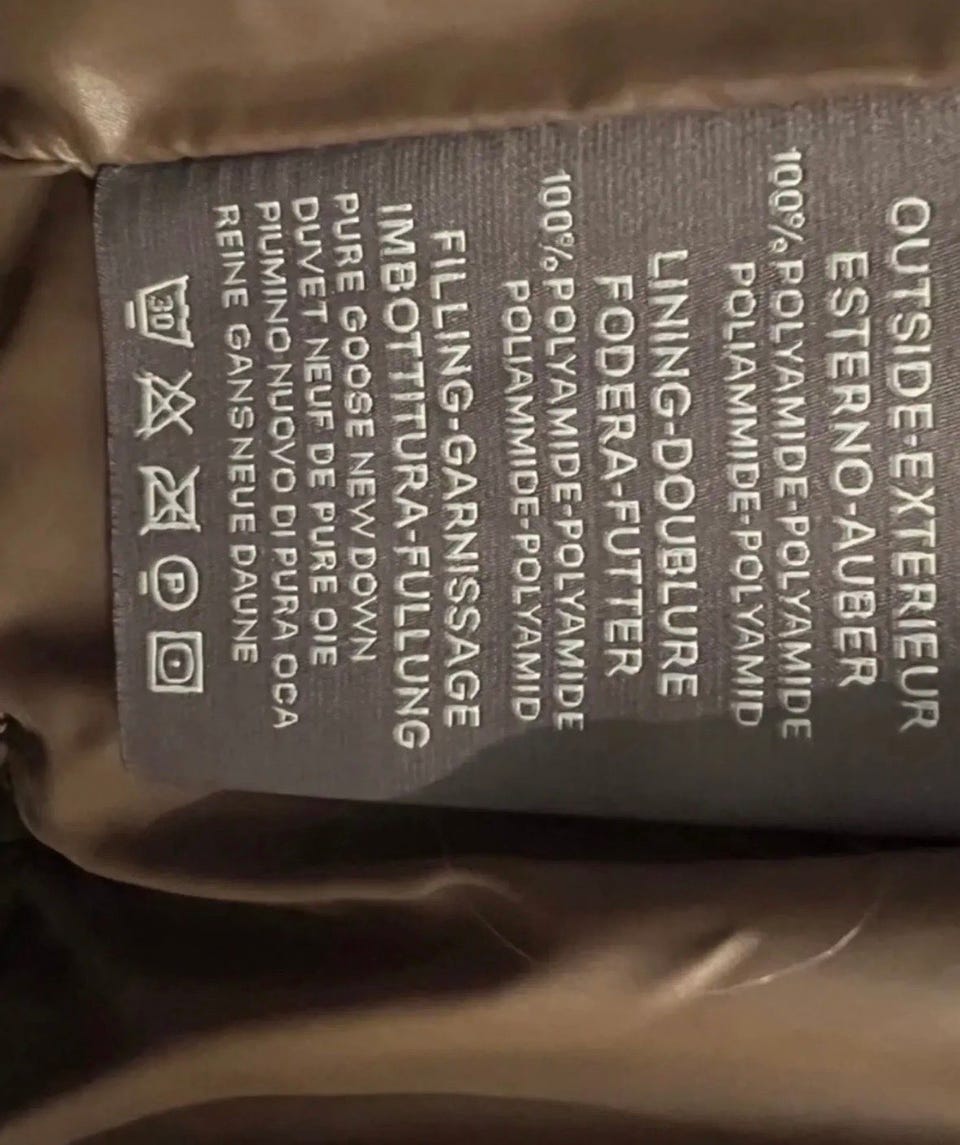 OUTSIDE-EXTERIEUR
ESTERNO-AUBER
100% POLYAMIDE-POLYAMIDE
POLIAMMIDE-POLYAMID
LINING-DOUBLURE
FODERA-FUTTER
100% POLYAMIDE-POLYAMIDE
POLIAMMIDE-POLYAMID
FILLING-GARNISSAGE
IMBOTTITURA-FULLUNG
PURE GOOSE NEW DOWN
DUVET NEUF DE PURE OIE
PIUMINO NUOVO DI PURA OCA
REINE GANS NEUE DAUNE
30 P